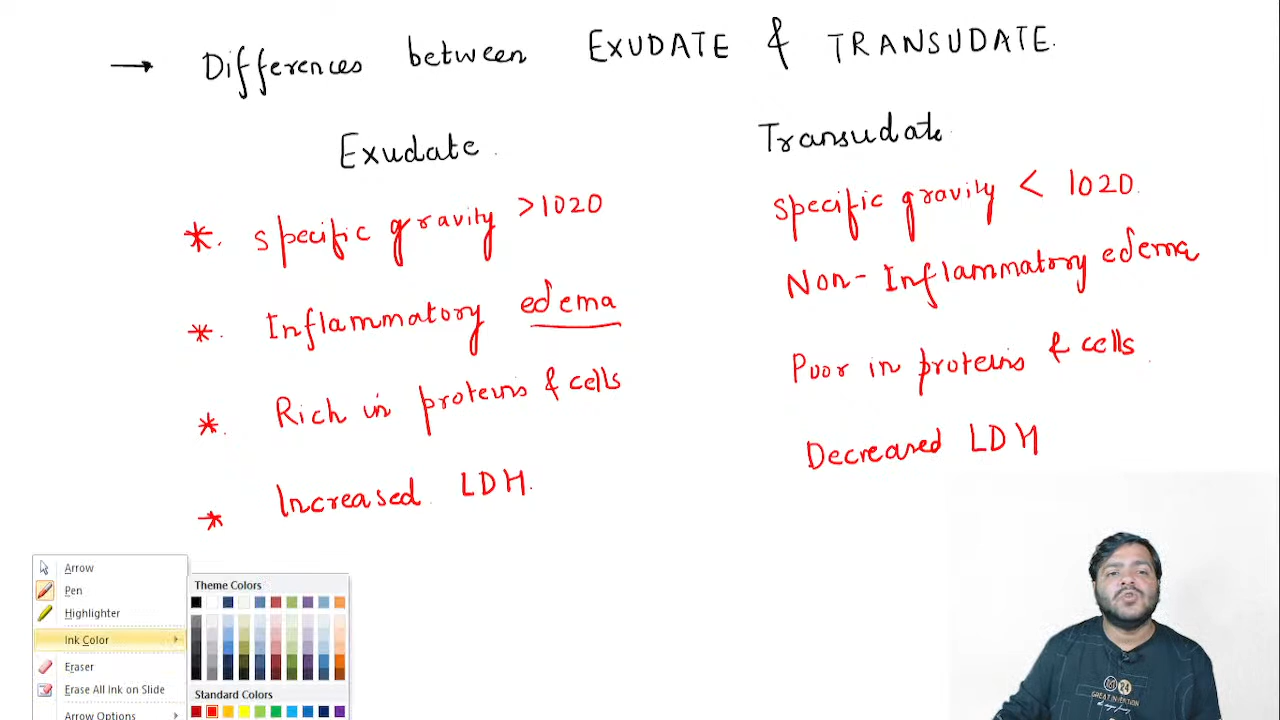 → Differences between EXUDATE & TRANSUDATE.
Exudate
Transudate
*. Specific gravity >1020
Specific gravity < 1020
*. Inflammatory edema
Non-Inflammatory edema
*. Rich in proteins & cells
Poor in proteins & cells
* Increased LDH.
Decreased LDH
Arrow
Pen
Highlighter
Ink Color
Eraser
Erase All Ink on Slide
Arrow Options
Theme Colors
Standard Colors
GREAT INVENTION